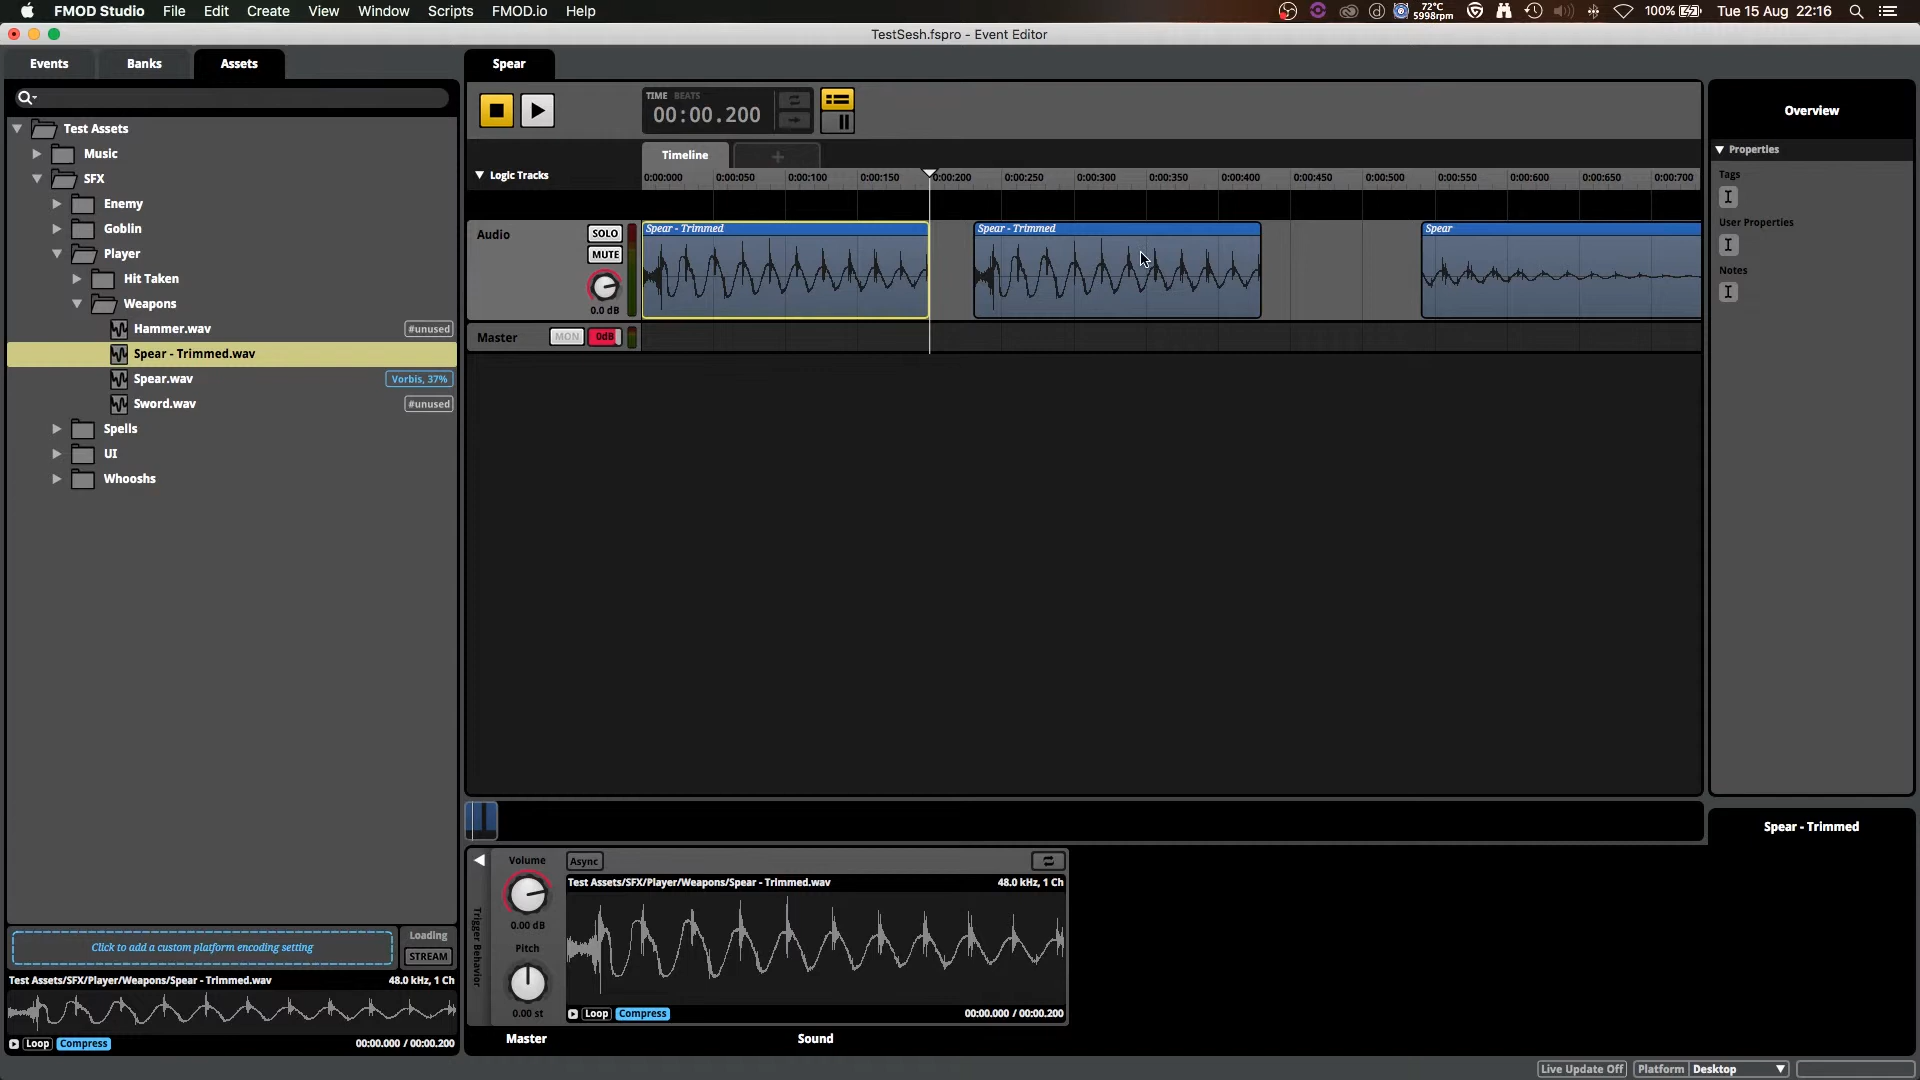 FMOD Studio File Edit Create View Window Scripts FMOD.io Help 72°C 5998rpm 100% Tue 15 Aug 22:16
TestSesh.fspro - Event Editor
Events Banks Assets
Spear
Test Assets
Music
SFX
Enemy
Goblin
Player
Hit Taken
Weapons
Hammer.wav #unused
Spear - Trimmed.wav
Spear.wav Vorbis, 37%
Sword.wav #unused
Spells
UI
Whooshs
TIME BEATS
00:00.200
Timeline +
Logic Tracks
0:00:000 0:00:050 0:00:100 0:00:150 0:00:200 0:00:250 0:00:300 0:00:350 0:00:400 0:00:450 0:00:500 0:00:550 0:00:600 0:00:650 0:00:700
Audio SOLO
MUTE
0.0 dB
Spear - Trimmed Spear - Trimmed Spear
Master MON 0dB
Overview
Properties
Tags
User Properties
Notes
Click to add a custom platform encoding setting
Loading
STREAM
Test Assets/SFX/Player/Weapons/Spear - Trimmed.wav 48.0 kHz, 1 Ch
Loop Compress 00:00.000 / 00:00.200
Trigger Behavior
Volume
0.00 dB
Pitch
0.00 st
Master
Async
Test Assets/SFX/Player/Weapons/Spear - Trimmed.wav 48.0 kHz, 1 Ch
Loop Compress 00:00.000 / 00:00.200
Sound
Spear - Trimmed
Live Update Off Platform Desktop